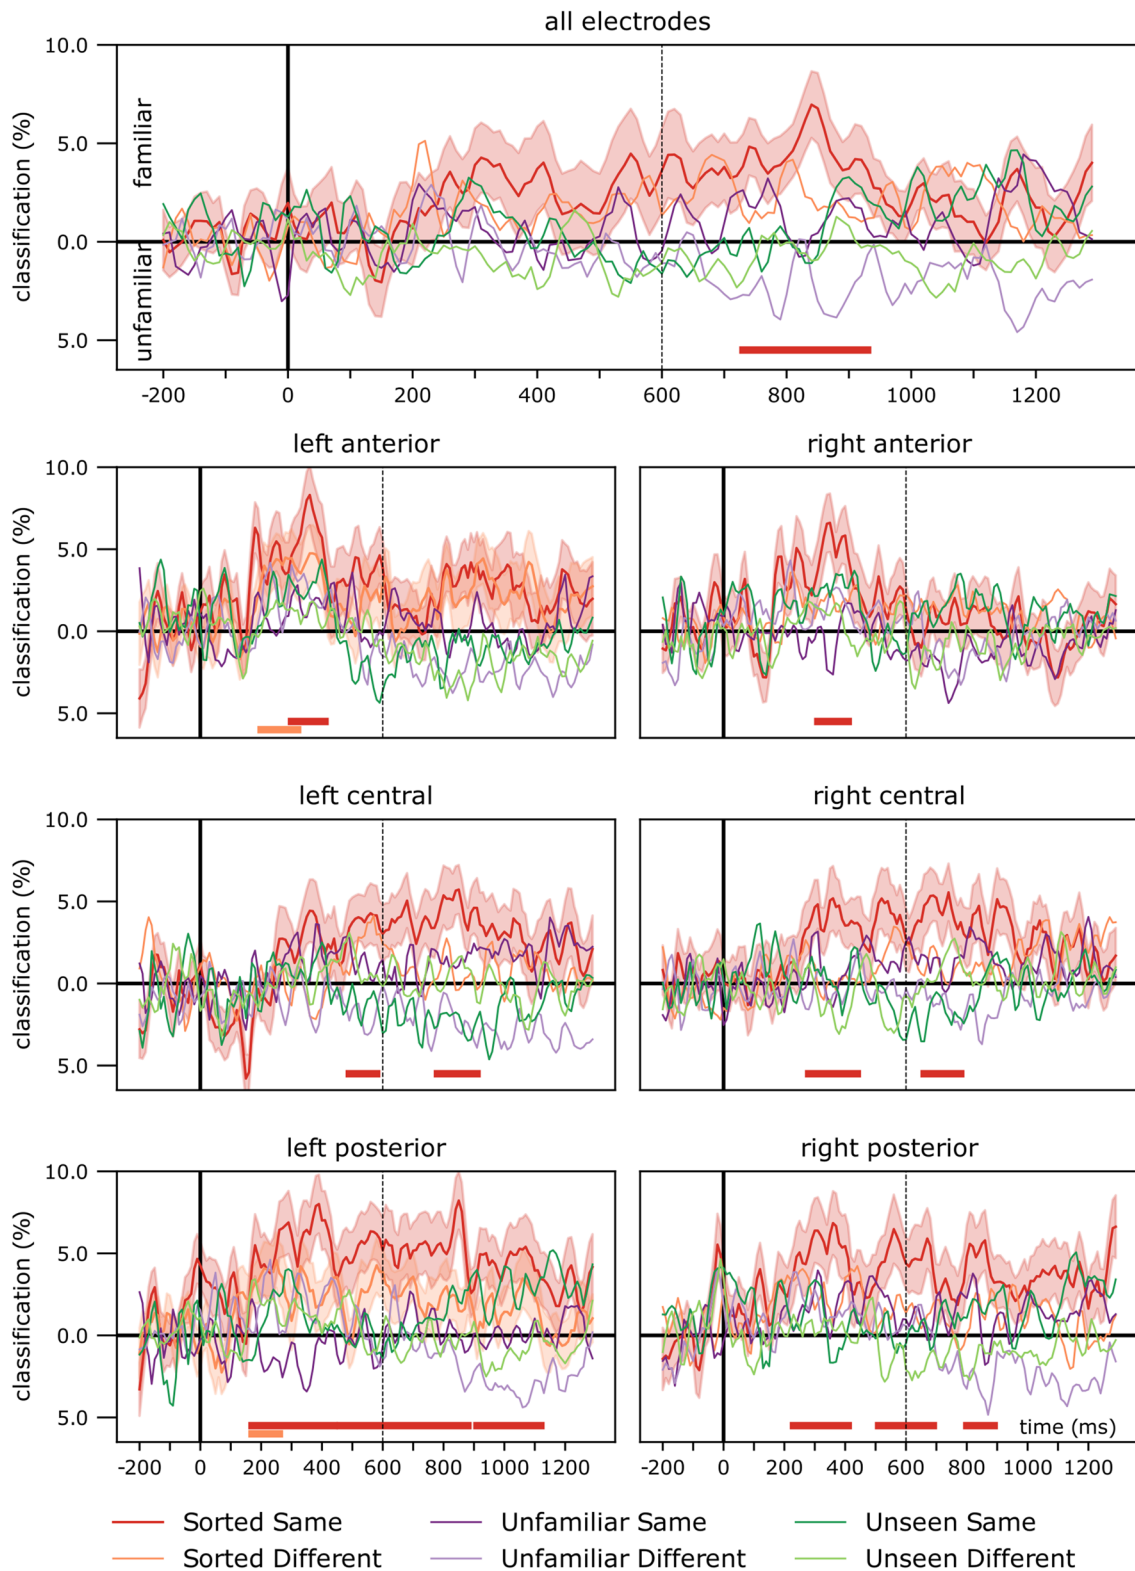 all electrodes
10.0
5.0
0.0
5.0
classification (%)
familiar
unfamiliar
-200 0 200 400 600 800 1000 1200
left anterior right anterior
10.0
5.0
0.0
5.0
classification (%)
left central right central
10.0
5.0
0.0
5.0
classification (%)
left posterior right posterior
10.0
5.0
0.0
5.0
classification (%)
time (ms)
-200 0 200 400 600 800 1000 1200 -200 0 200 400 600 800 1000 1200
Sorted Same Unfamiliar Same Unseen Same
Sorted Different Unfamiliar Different Unseen Different